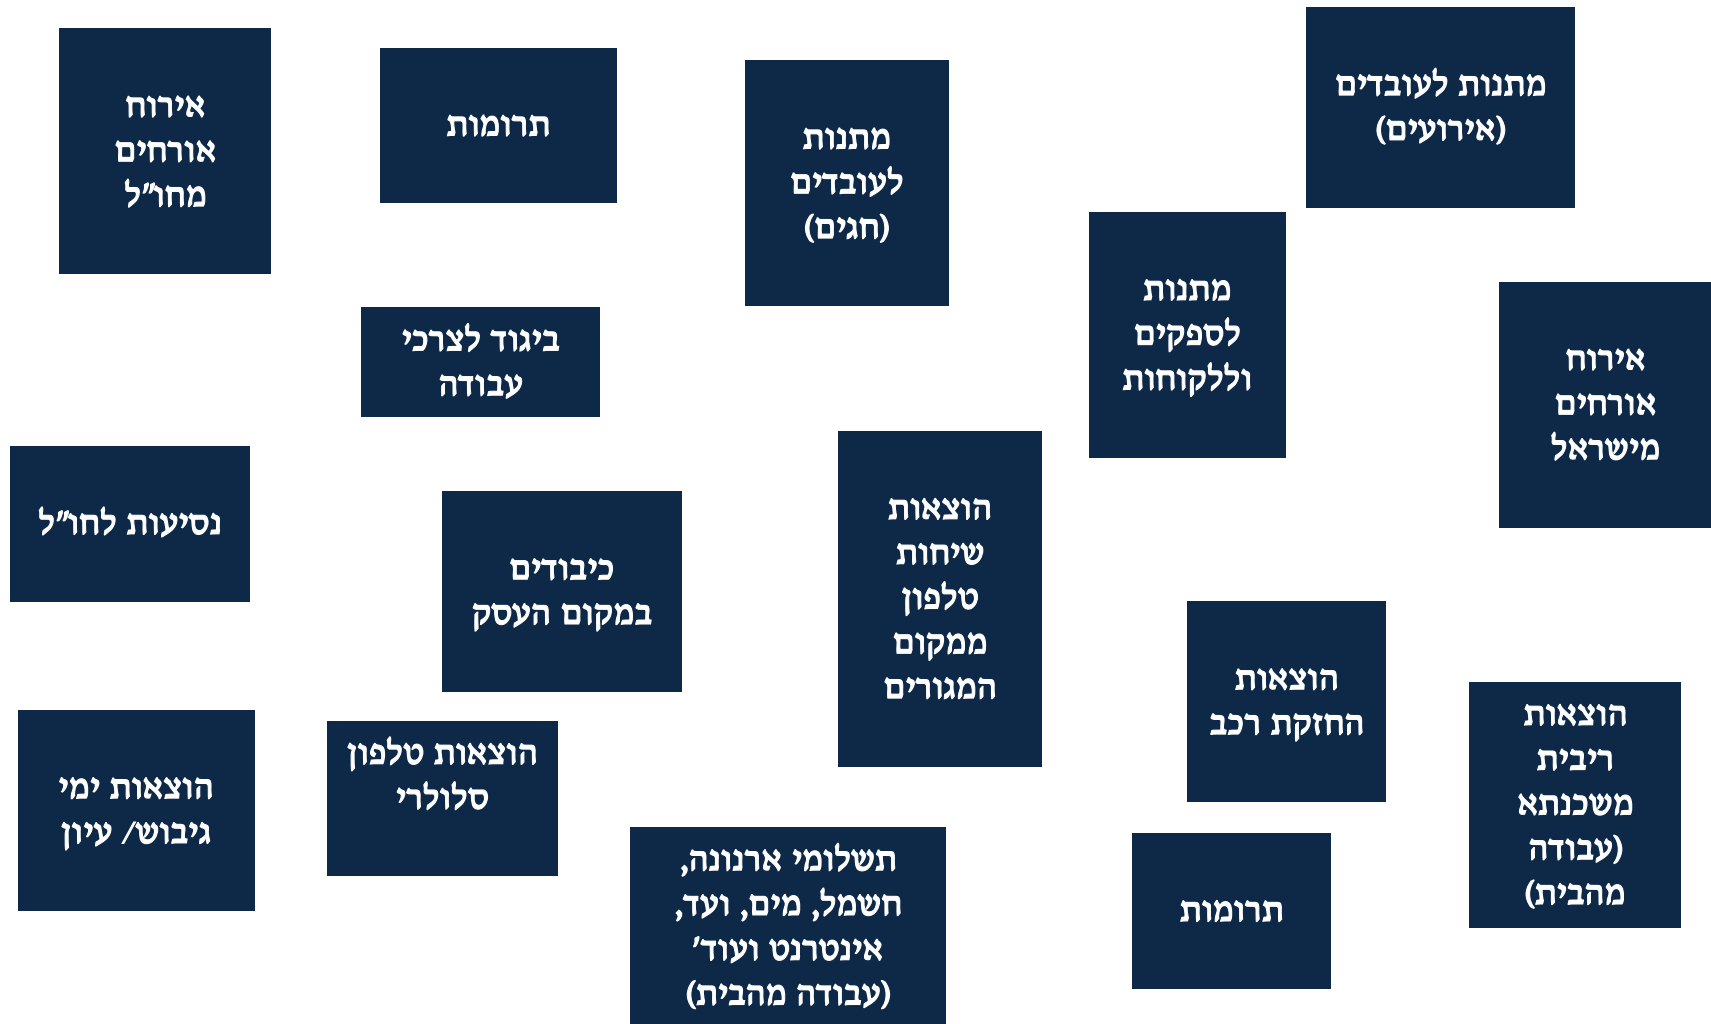 מתנות לעובדים
(אירועים)
מתנות
לעובדים
(חגים)
תרומות
אירוח
אורחים
מחו"ל
מתנות
לספקים
וללקוחות
אירוח
אורחים
מישראל
ביגוד לצרכי
עבודה
הוצאות
שיחות
טלפון
ממקום
המגורים
כיבודים
במקום העסק
נסיעות לחו"ל
הוצאות
החזקת רכב
הוצאות
ריבית
משכנתא
(עבודה
מהבית)
הוצאות טלפון
סלולרי
הוצאות ימי
גיבוש/ עיון
תרומות
תשלומי ארנונה,
חשמל, מים, ועד,
אינטרנט ועוד'
(עבודה מהבית)